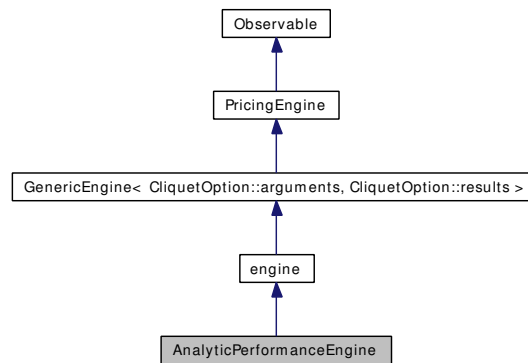 Observable
PricingEngine
GenericEngine< CliquetOption::arguments, CliquetOption::results >
engine
AnalyticPerformanceEngine